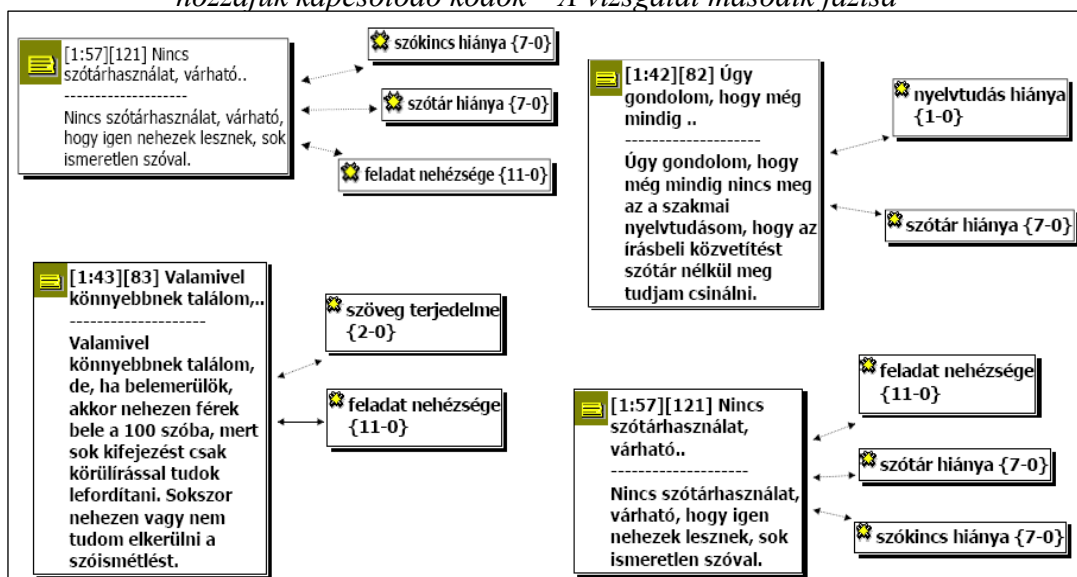 hozzájuk kapcsolódó kódok – A vizsgálat második fázisa
[1:57][121] Nincs
szótárhasználat, várható..
--------------------
Nincs szótárhasználat, várható,
hogy igen nehezek lesznek, sok
ismeretlen szóval.
szókincs hiánya {7-0}
szótár hiánya {7-0}
feladat nehézsége {11-0}
[1:42][82] Úgy
gondolom, hogy még
mindig ..
--------------------
Úgy gondolom, hogy
még mindig nincs meg
az a szakmai
nyelvtudásom, hogy az
írásbeli közvetítést
szótár nélkül meg
tudjam csinálni.
nyelvtudás hiánya
{1-0}
szótár hiánya {7-0}
[1:43][83] Valamivel
könnyebbnek találom,..
--------------------
Valamivel
könnyebbnek találom,
de, ha belemerülök,
akkor nehezen férek
bele a 100 szóba, mert
sok kifejezést csak
körülírással tudok
lefordítani. Sokszor
nehezen vagy nem
tudom elkerülni a
szóismétlést.
szöveg terjedelme
{2-0}
feladat nehézsége
{11-0}
[1:57][121] Nincs
szótárhasználat,
várható..
--------------------
Nincs szótárhasználat,
várható, hogy igen
nehezek lesznek, sok
ismeretlen szóval.
feladat nehézsége
{11-0}
szótár hiánya {7-0}
szókincs hiánya {7-0}